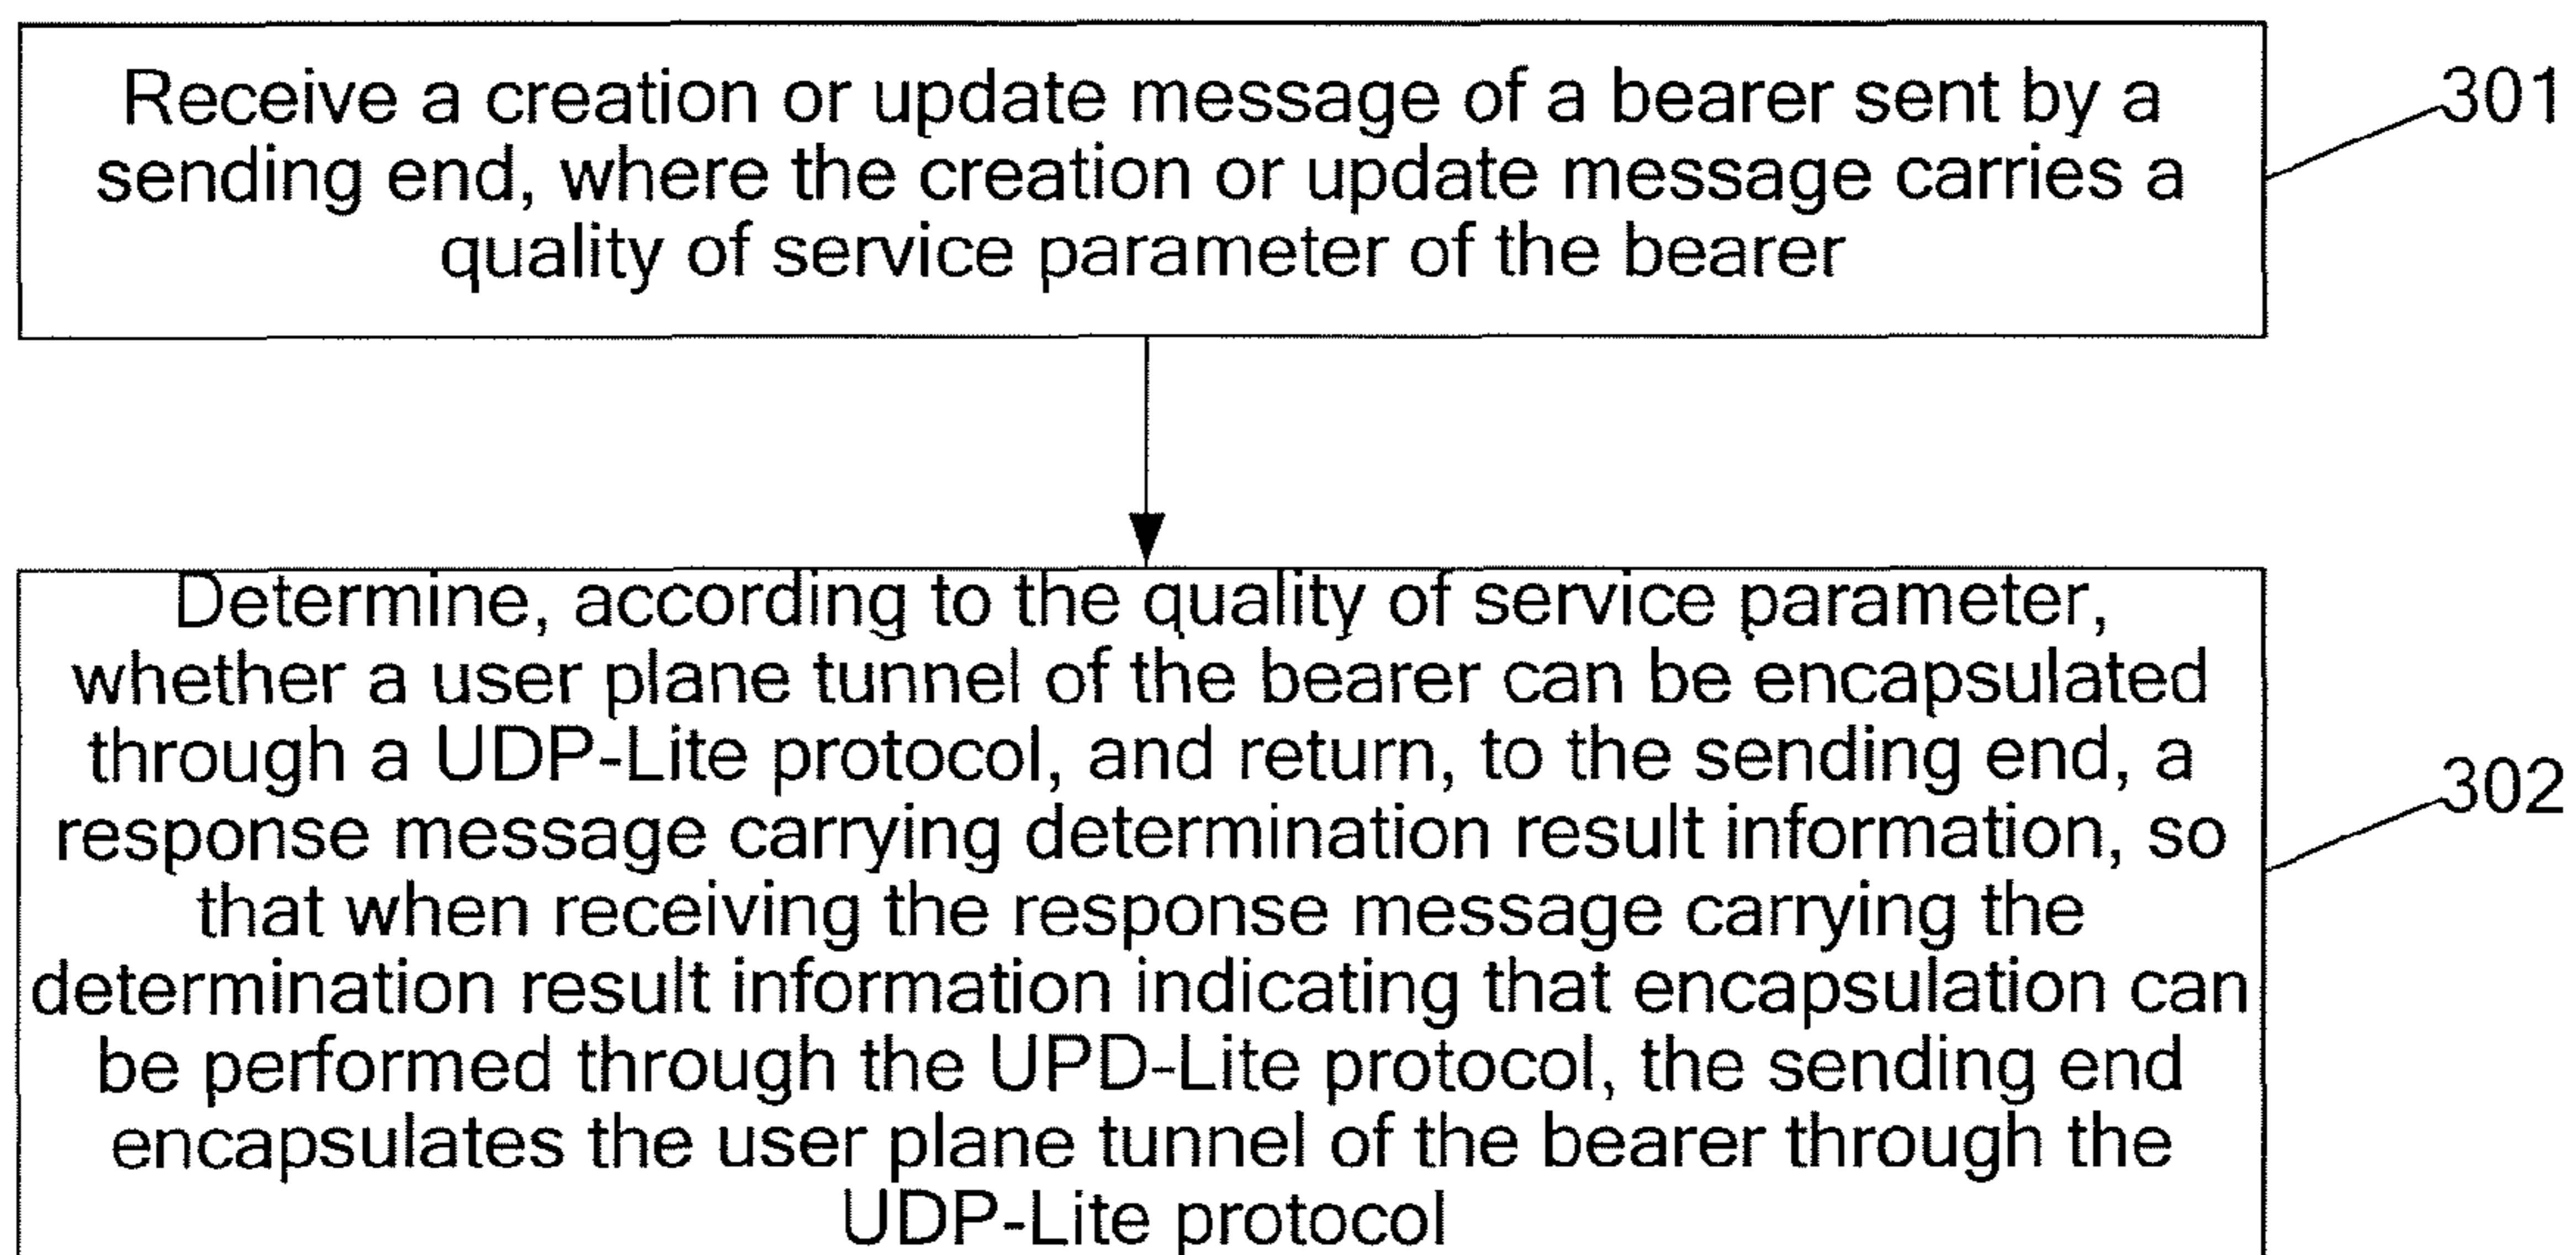 Receive a creation or update message of a bearer sent by a
sending end, where the creation or update message carries a
quality of service parameter of the bearer
301
Determine, according to the quality of service parameter,
whether a user plane tunnel of the bearer can be encapsulated
through a UDP-Lite protocol, and return, to the sending end, a
response message carrying determination result information, so
that when receiving the response message carrying the
determination result information indicating that encapsulation can
be performed through the UPD-Lite protocol, the sending end
encapsulates the user plane tunnel of the bearer through the
UDP-Lite protocol
302